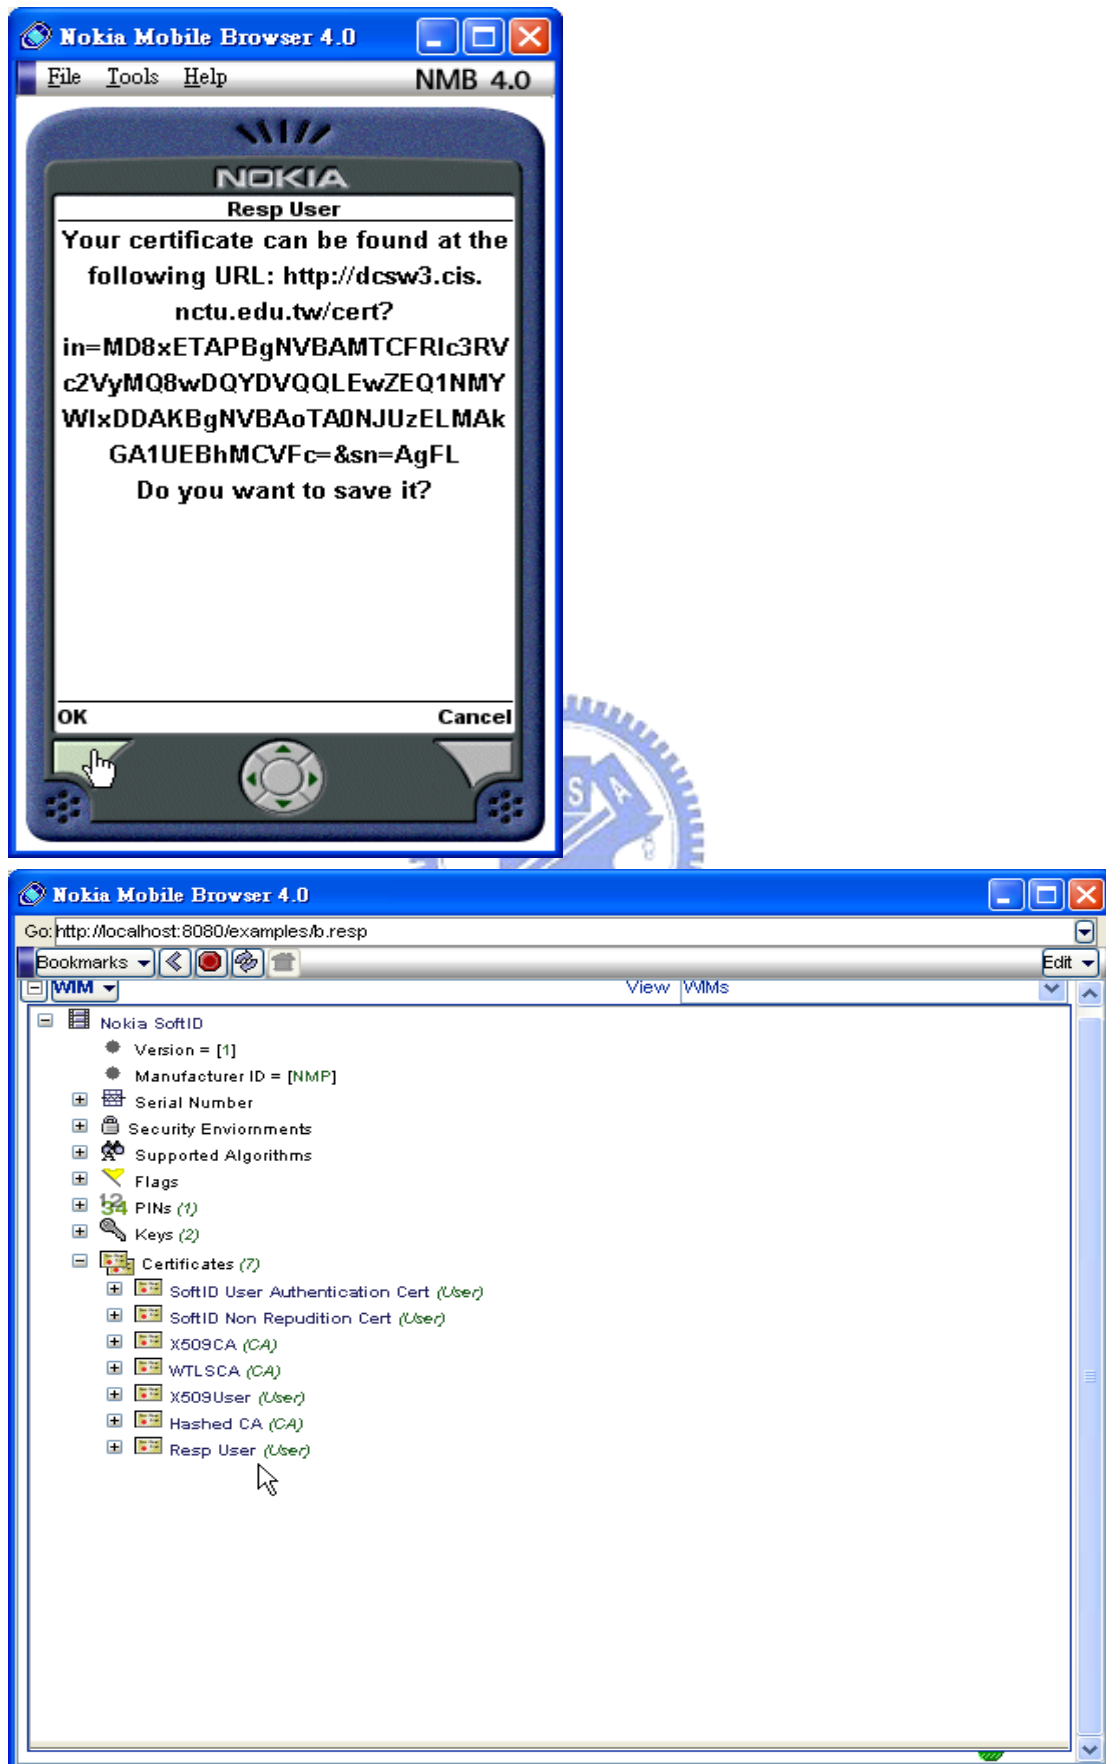 Nokia Mobile Browser 4.0
File Tools Help NMB 4.0
NOKIA
Resp User
Your certificate can be found at the
following URL: http://dcsw3.cis.
nctu.edu.tw/cert?
in=MD8xETAPBgNVBAMTCFRlc3RV
c2VyMQ8wDQYDVQQLEwZEQ1NMY
WIxDDAKBgNVBAoTA0NJUzELMAk
GA1UEBhMCVFc=&sn=AgFL
Do you want to save it?
OK Cancel
S A
Nokia Mobile Browser 4.0
Go: http://localhost:8080/examples/b.resp
Bookmarks Edit
WIM View WIMs
Nokia SoftID
Version = [1]
Manufacturer ID = [NMP]
Serial Number
Security Enviornments
Supported Algorithms
Flags
PINs (1)
Keys (2)
Certificates (7)
SoftID User Authentication Cert (User)
SoftID Non Repudition Cert (User)
X509CA (CA)
WTLSCA (CA)
X509User (User)
Hashed CA (CA)
Resp User (User)